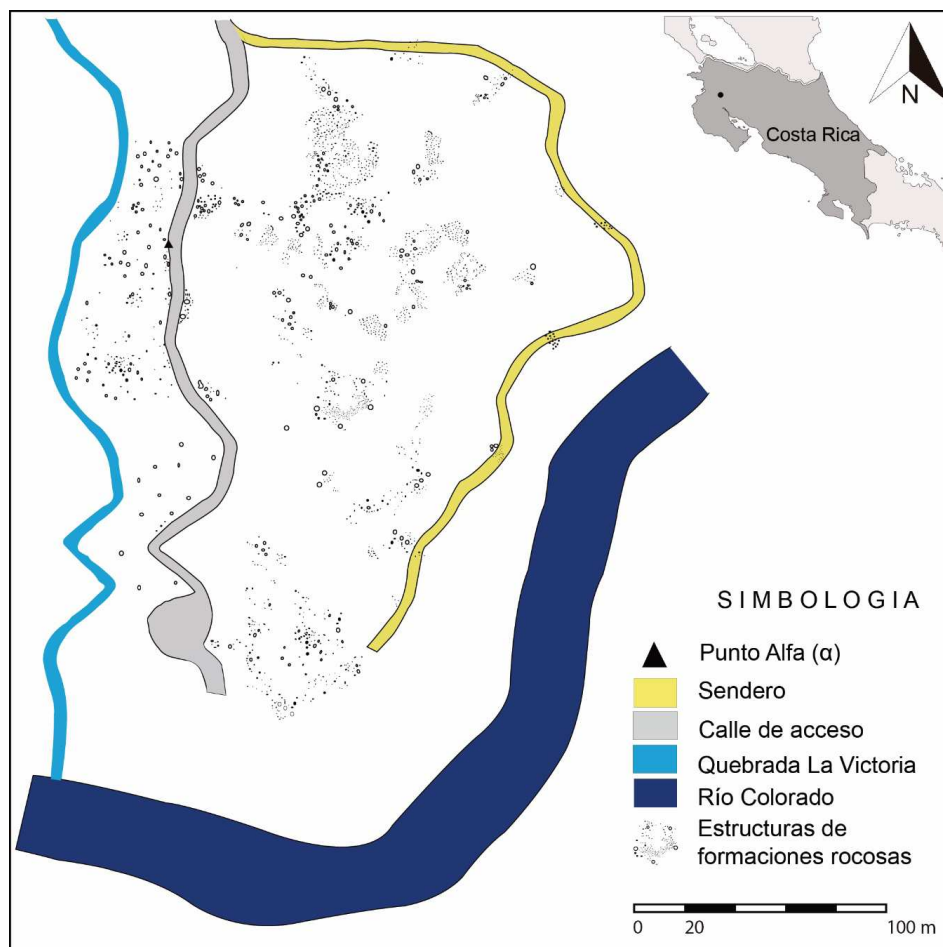 N
Costa Rica
SIMBOLOGIA
Punto Alfa (α)
Sendero
Calle de acceso
Quebrada La Victoria
Río Colorado
Estructuras de
formaciones rocosas
0 20 100 m